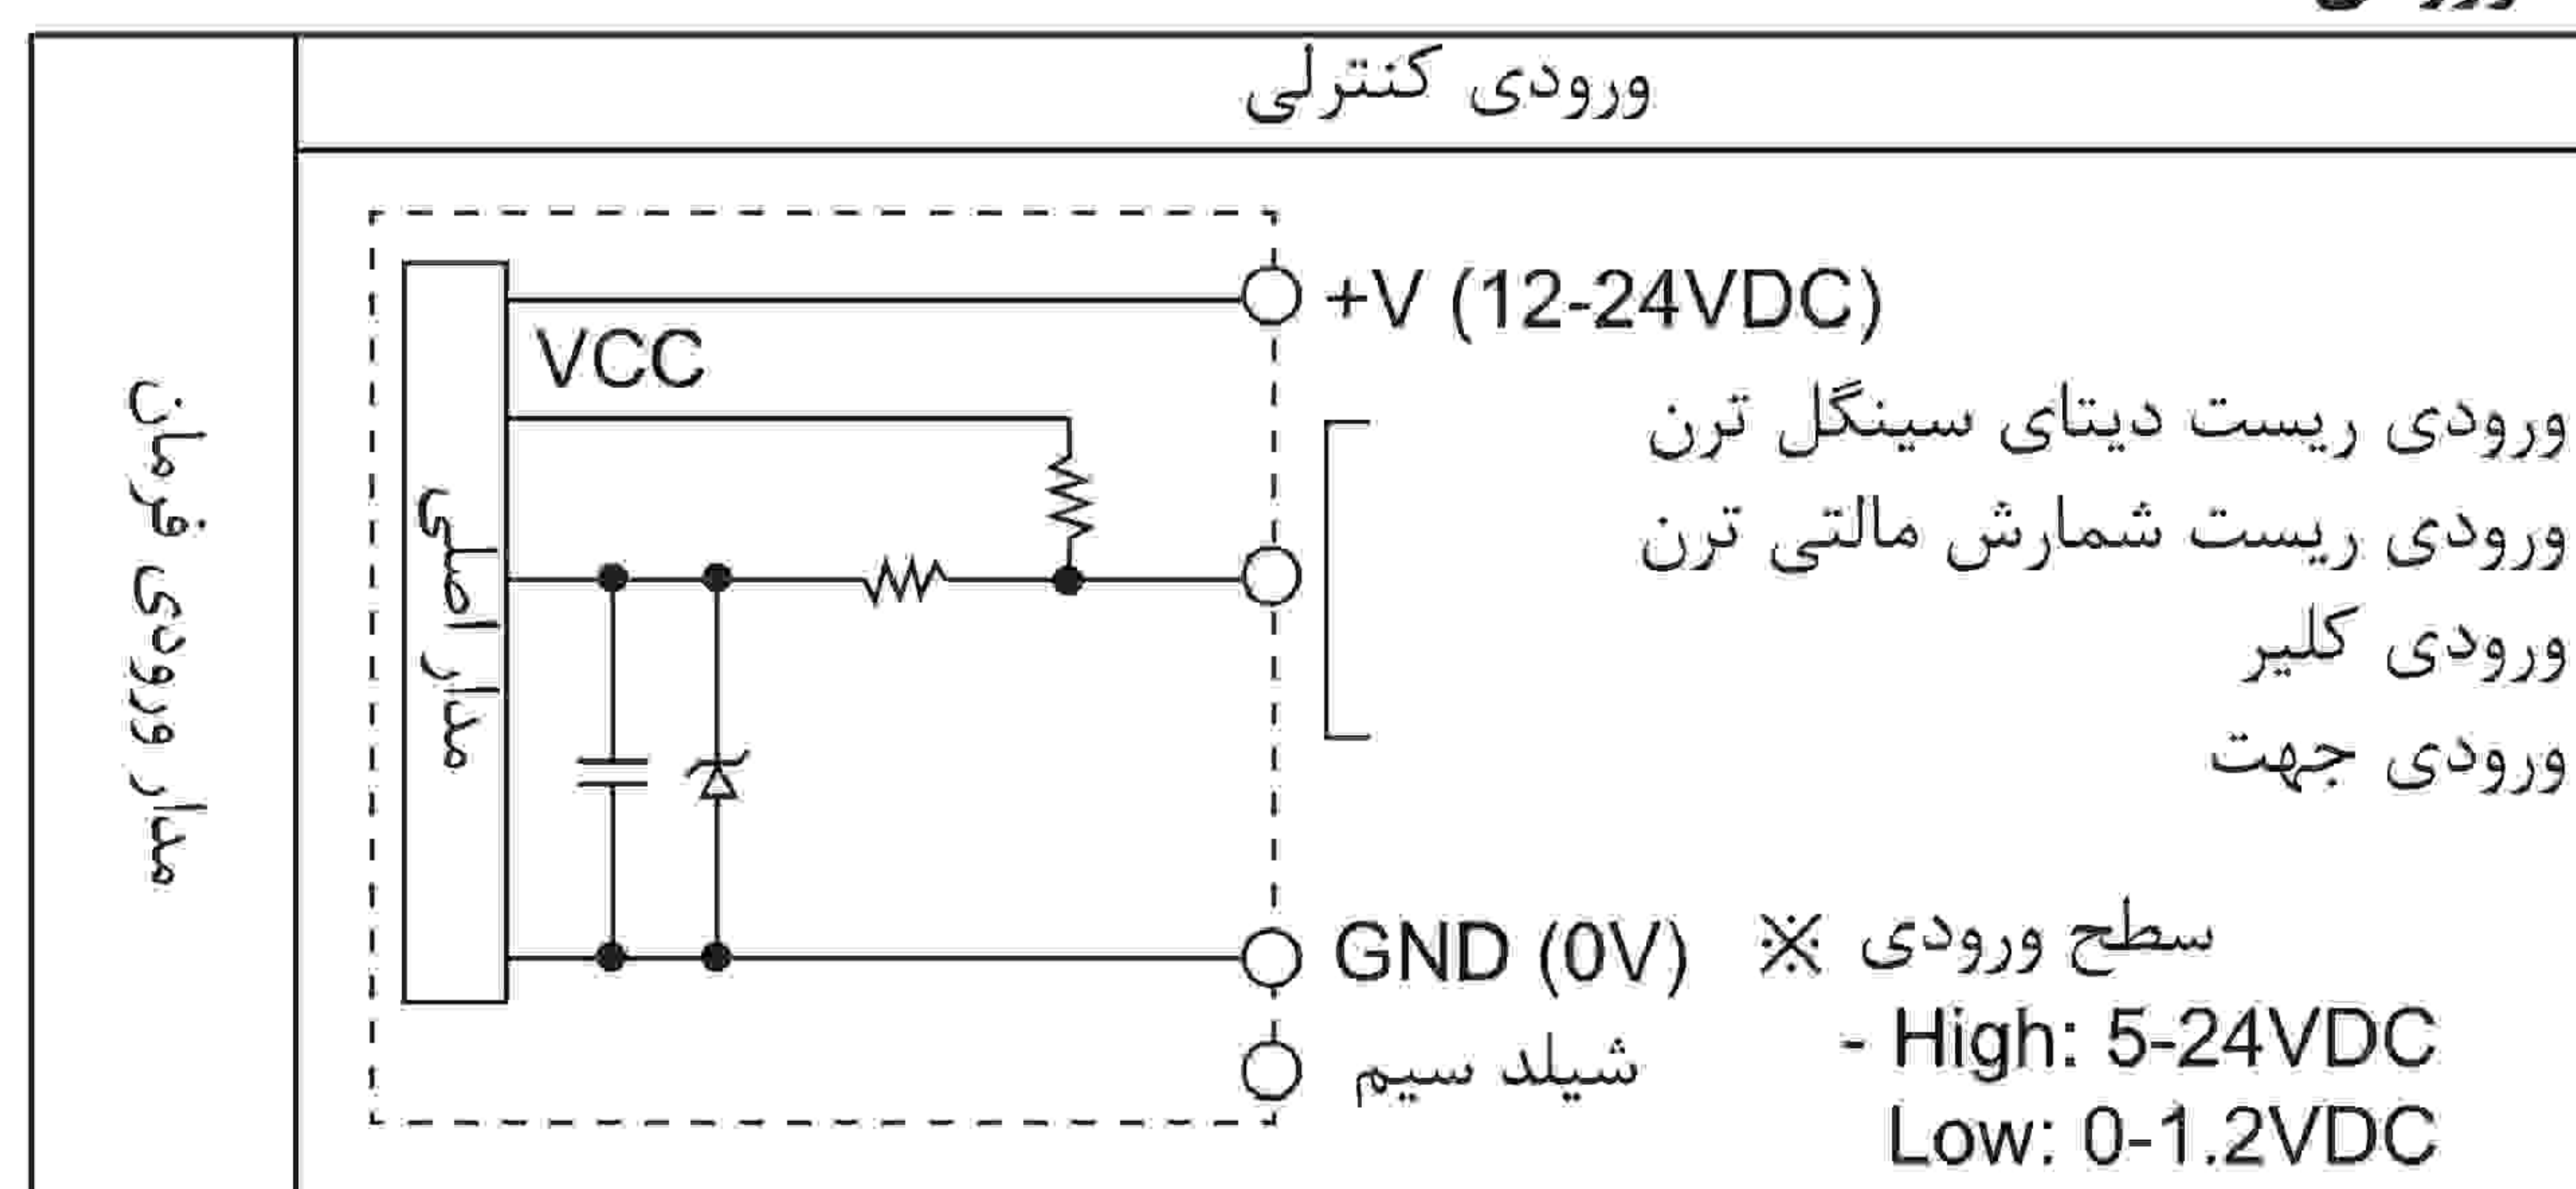 ورودی کنترلی
مدار ورودی فرمان
مدار اصلی
+V (12-24VDC)
VCC
ورودی ریست دیتای سینگل ترن
ورودی ریست شمارش مالتی ترن
ورودی کلیر
ورودی جهت
GND (0V)
※ سطح ورودی
- High: 5-24VDC
Low: 0-1.2VDC
شیلد سیم